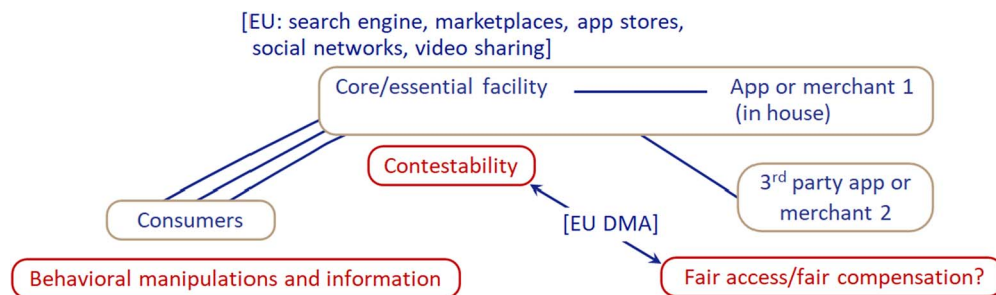 [EU: search engine, marketplaces, app stores,
social networks, video sharing]
Core/essential facility
App or merchant 1
(in house)
Contestability
3rd party app or
merchant 2
Consumers
[EU DMA]
Behavioral manipulations and information
Fair access/fair compensation?